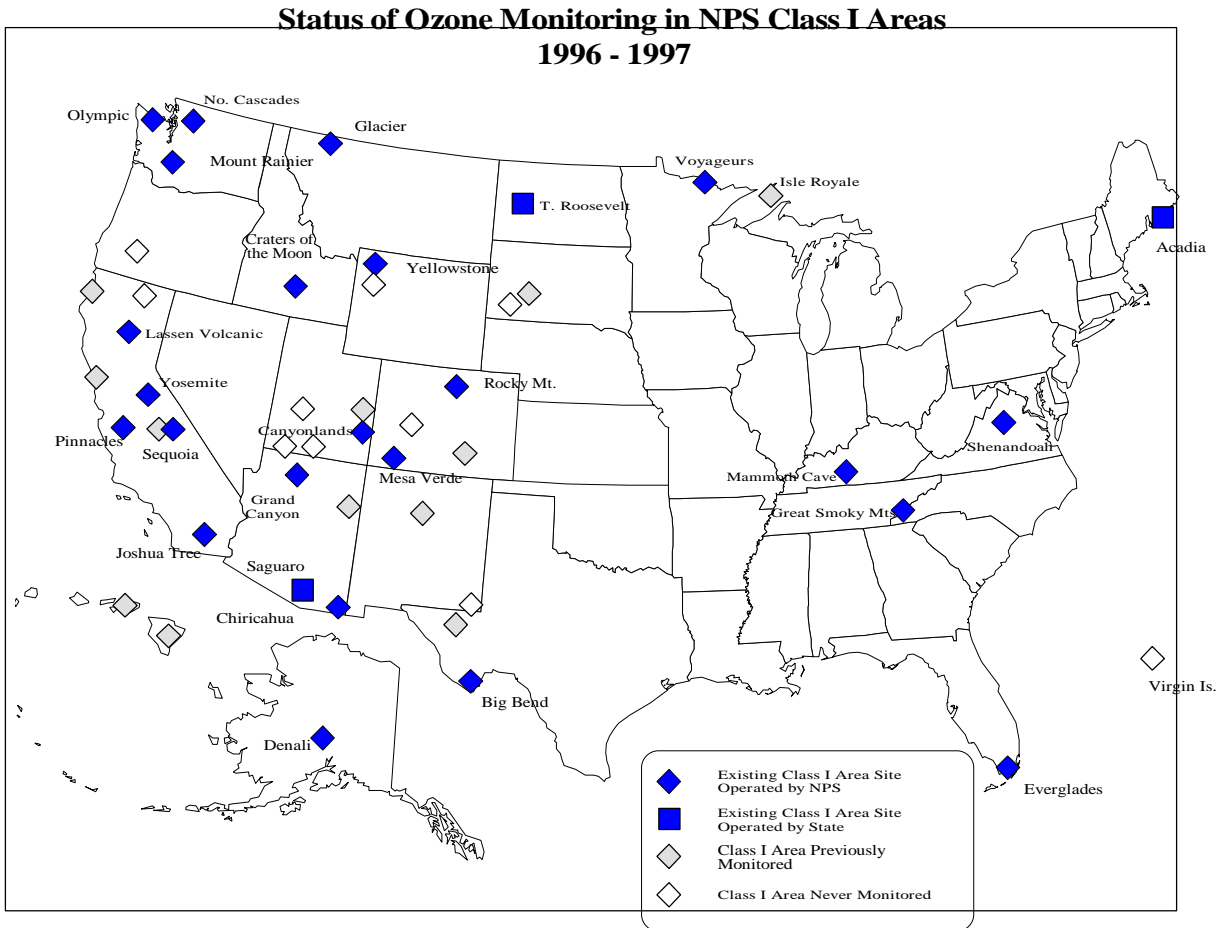 Status of Ozone Monitoring in NPS Class I Areas
1996 - 1997
No. Cascades
Olympic
Glacier
Mount Rainier
Voyageurs
Isle Royale
T. Roosevelt
Acadia
Craters of
the Moon
Yellowstone
Lassen Volcanic
Yosemite
Rocky Mt.
Canyonlands
Pinnacles
Sequoia
Shenandoah
Mesa Verde
Mammoth Cave
Grand
Canyon
Great Smoky Mts
Joshua Tree
Saguaro
Chiricahua
Virgin Is.
Big Bend
Denali
Everglades
Existing Class I Area Site
Operated by NPS
Existing Class I Area Site
Operated by State
Class I Area Previously
Monitored
Class I Area Never Monitored